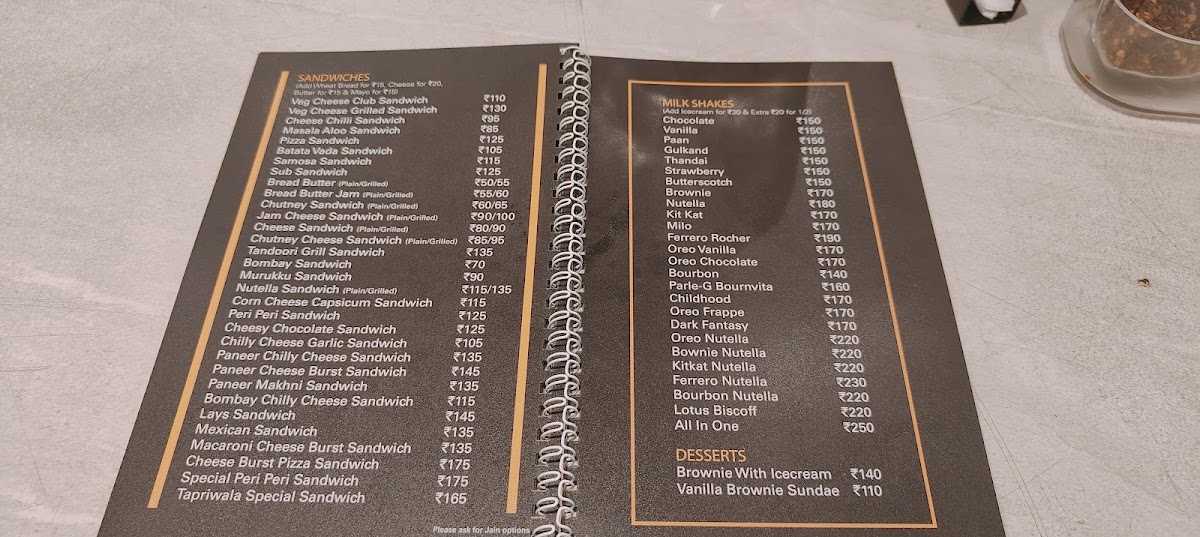 SANDWICHES
(Add Wheat Bread for ₹15, Cheese for ₹20,
Butter for ₹15 & Mayo for ₹15)
Veg Cheese Club Sandwich ₹110
Veg Cheese Grilled Sandwich ₹130
Cheese Chilli Sandwich ₹95
Masala Aloo Sandwich ₹85
Pizza Sandwich ₹125
Batata Vada Sandwich ₹105
Samosa Sandwich ₹115
Sub Sandwich ₹125
Bread Butter (Plain/Grilled) ₹50/55
Bread Butter Jam (Plain/Grilled) ₹55/60
Chutney Sandwich (Plain/Grilled) ₹60/65
Jam Cheese Sandwich (Plain/Grilled) ₹90/100
Cheese Sandwich (Plain/Grilled) ₹80/90
Chutney Cheese Sandwich (Plain/Grilled) ₹85/95
Tandoori Grill Sandwich ₹135
Bombay Sandwich ₹70
Murukku Sandwich ₹90
Nutella Sandwich (Plain/Grilled) ₹115/135
Corn Cheese Capsicum Sandwich ₹115
Peri Peri Sandwich ₹125
Cheesy Chocolate Sandwich ₹125
Chilly Cheese Garlic Sandwich ₹105
Paneer Chilly Cheese Sandwich ₹135
Paneer Cheese Burst Sandwich ₹145
Paneer Makhni Sandwich ₹135
Bombay Chilly Cheese Sandwich ₹115
Lays Sandwich ₹145
Mexican Sandwich ₹135
Macaroni Cheese Burst Sandwich ₹135
Cheese Burst Pizza Sandwich ₹175
Special Peri Peri Sandwich ₹175
Tapriwala Special Sandwich ₹165
Please ask for Jain options
MILK SHAKES
(Add Icecream for ₹30 & Extra ₹20 for 1/2)
Chocolate ₹150
Vanilla ₹150
Paan ₹150
Gulkand ₹150
Thandai ₹150
Strawberry ₹150
Butterscotch ₹150
Brownie ₹170
Nutella ₹180
Kit Kat ₹170
Milo ₹170
Ferrero Rocher ₹190
Oreo Vanilla ₹170
Oreo Chocolate ₹170
Bourbon ₹140
Parle-G Bournvita ₹160
Childhood ₹170
Oreo Frappe ₹170
Dark Fantasy ₹170
Oreo Nutella ₹220
Bownie Nutella ₹220
Kitkat Nutella ₹220
Ferrero Nutella ₹230
Bourbon Nutella ₹220
Lotus Biscoff ₹220
All In One ₹250
DESSERTS
Brownie With Icecream ₹140
Vanilla Brownie Sundae ₹110